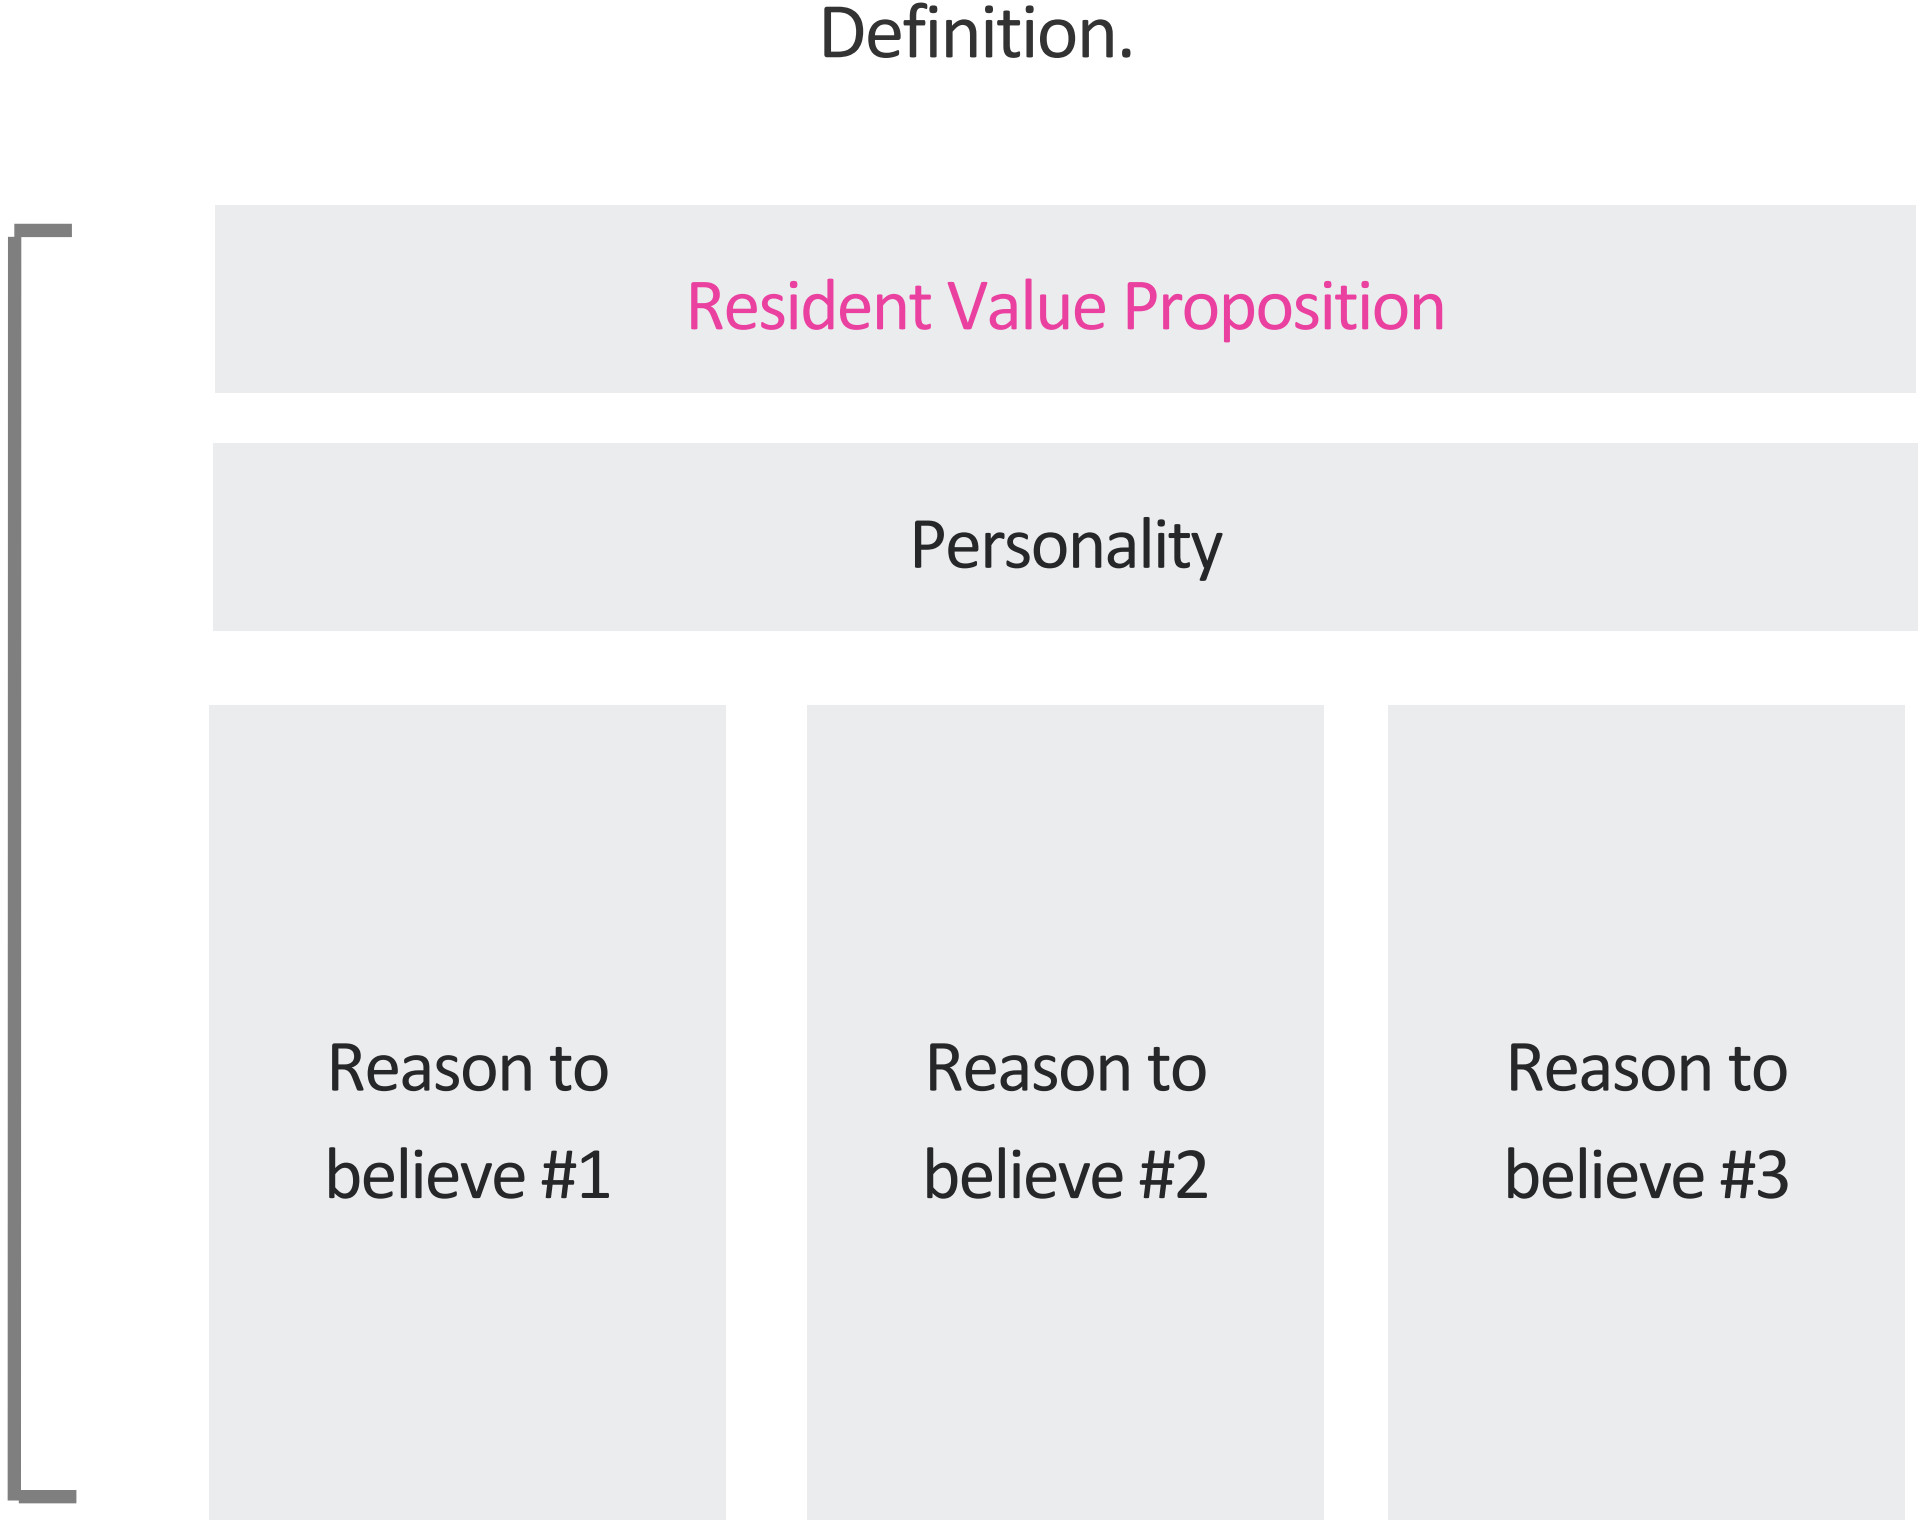 Definition.
Resident Value Proposition
Personality
Reason to
believe #1
Reason to
believe #2
Reason to
believe #3